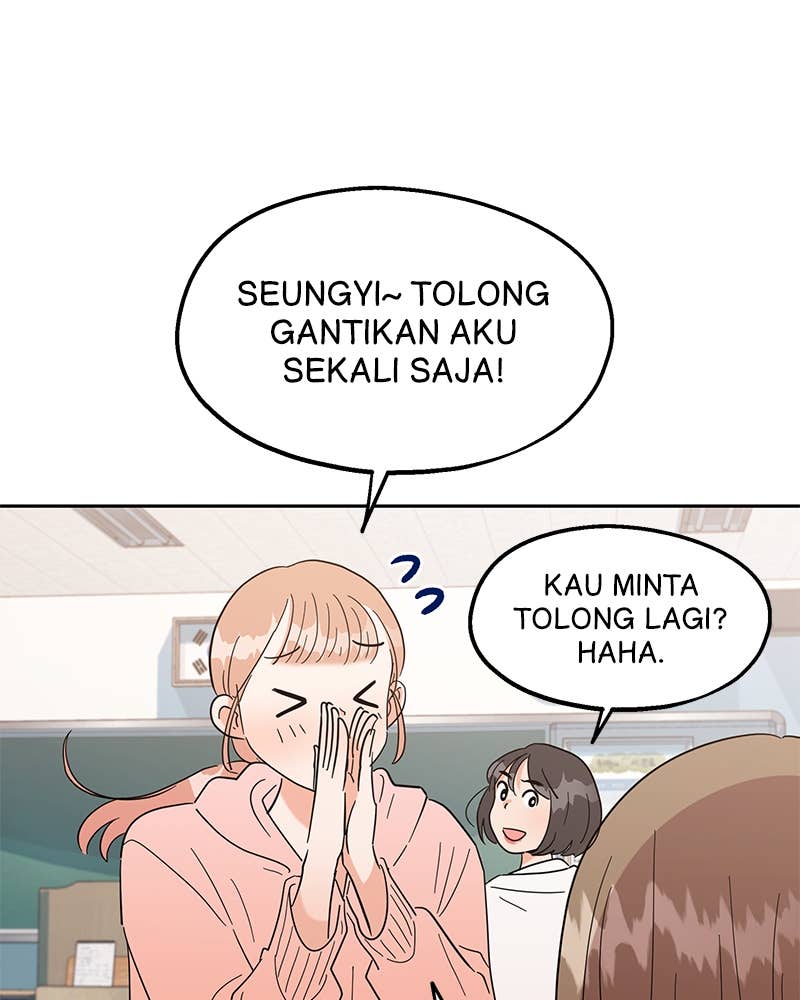 SEUNGYI~ TOLONG
GANTIKAN AKU
SEKALI SAJA!
KAU MINTA
TOLONG LAGI?
HAHA.